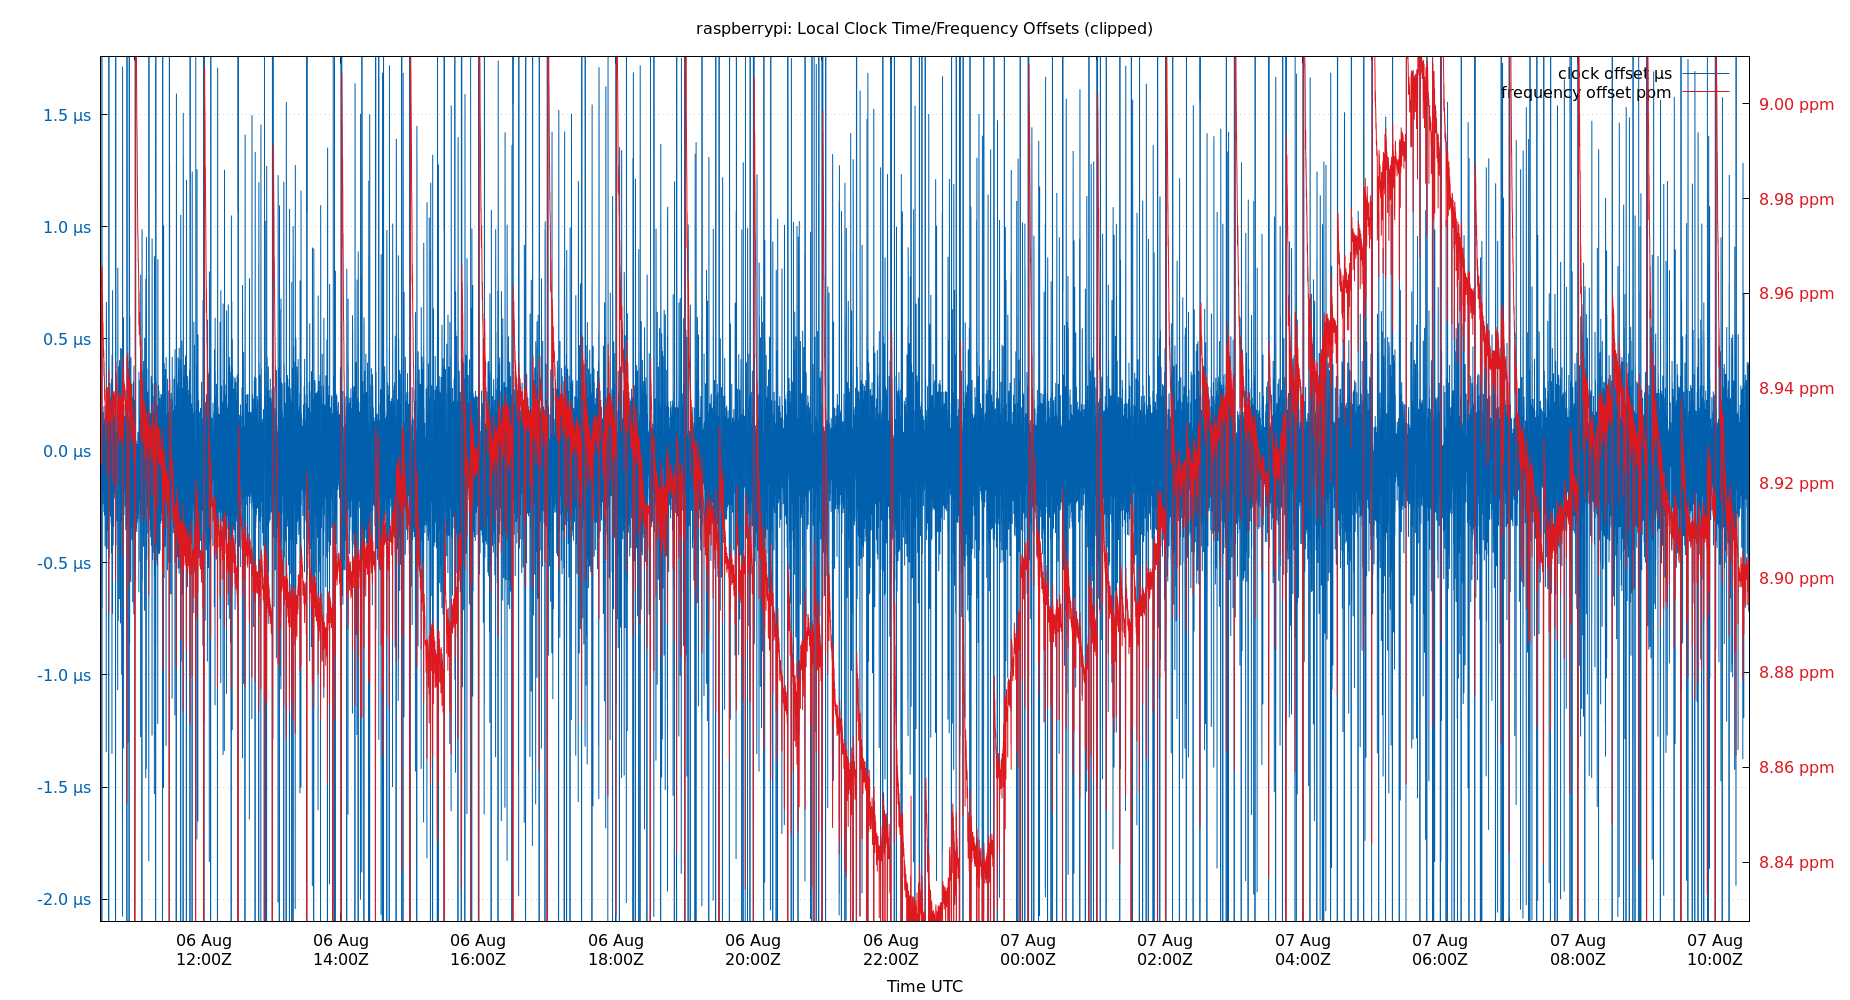 raspberrypi: Local Clock Time/Frequency Offsets (clipped)
clock offset µs
frequency offset ppm
1.5 µs
1.0 µs
0.5 µs
0.0 µs
-0.5 µs
-1.0 µs
-1.5 µs
-2.0 µs
9.00 ppm
8.98 ppm
8.96 ppm
8.94 ppm
8.92 ppm
8.90 ppm
8.88 ppm
8.86 ppm
8.84 ppm
06 Aug
12:00Z
06 Aug
14:00Z
06 Aug
16:00Z
06 Aug
18:00Z
06 Aug
20:00Z
06 Aug
22:00Z
07 Aug
00:00Z
07 Aug
02:00Z
07 Aug
04:00Z
07 Aug
06:00Z
07 Aug
08:00Z
07 Aug
10:00Z
Time UTC